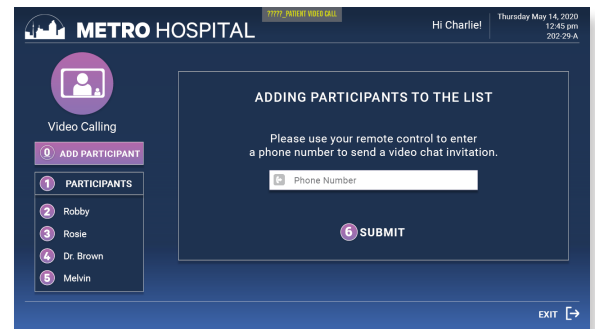 METRO HOSPITAL
?????_PATIENT VIDEO CALL
Hi Charlie!
Thursday May 14, 2020
12:45 pm
202-29-A
Video Calling
0 ADD PARTICIPANT
1 PARTICIPANTS
2 Robby
3 Rosie
4 Dr. Brown
5 Melvin
ADDING PARTICIPANTS TO THE LIST
Please use your remote control to enter
a phone number to send a video chat invitation.
Phone Number
6 SUBMIT
EXIT